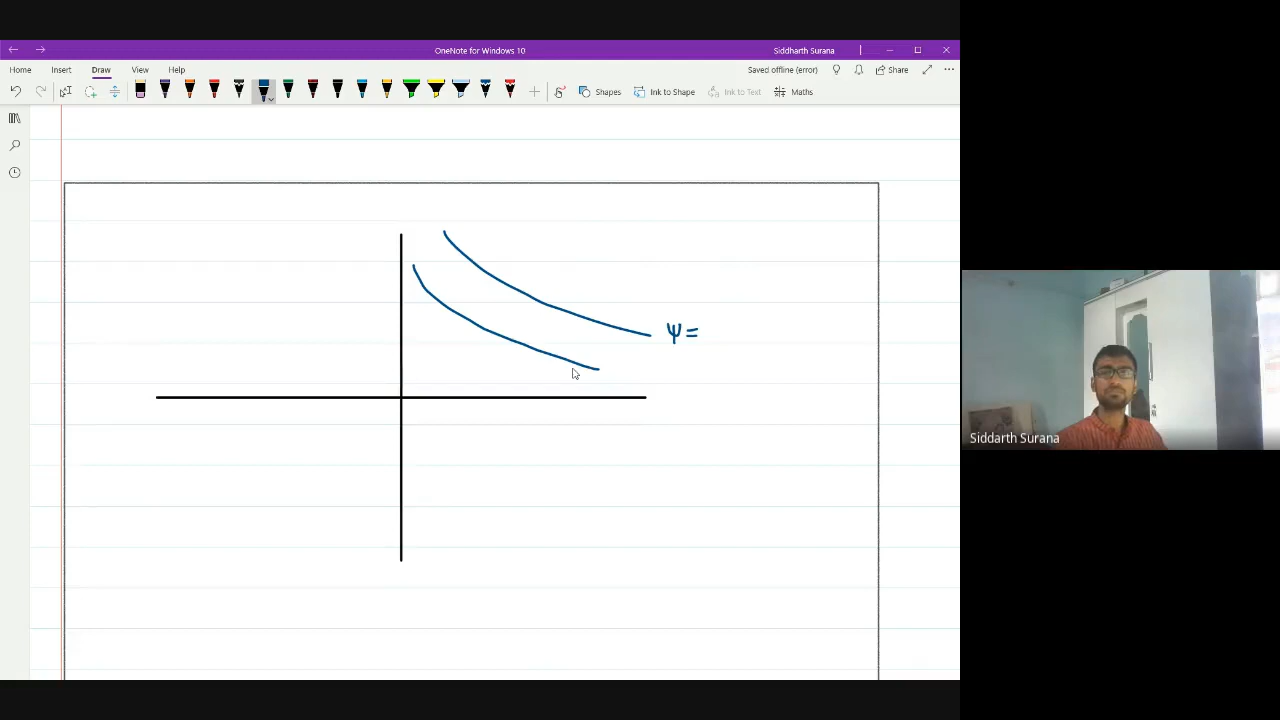 OneNote for Windows 10
Siddharth Surana
Home Insert Draw View Help
Saved offline (error)
Share
Shapes
Ink to Shape
Ink to Text
Maths
Ψ =
Siddarth Surana